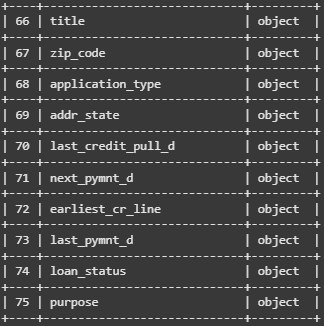 +----+---------------------------+--------+
| 66 | title                     | object |
+----+---------------------------+--------+
| 67 | zip_code                  | object |
+----+---------------------------+--------+
| 68 | application_type          | object |
+----+---------------------------+--------+
| 69 | addr_state                | object |
+----+---------------------------+--------+
| 70 | last_credit_pull_d        | object |
+----+---------------------------+--------+
| 71 | next_pymnt_d              | object |
+----+---------------------------+--------+
| 72 | earliest_cr_line          | object |
+----+---------------------------+--------+
| 73 | last_pymnt_d              | object |
+----+---------------------------+--------+
| 74 | loan_status               | object |
+----+---------------------------+--------+
| 75 | purpose                   | object |
+----+---------------------------+--------+